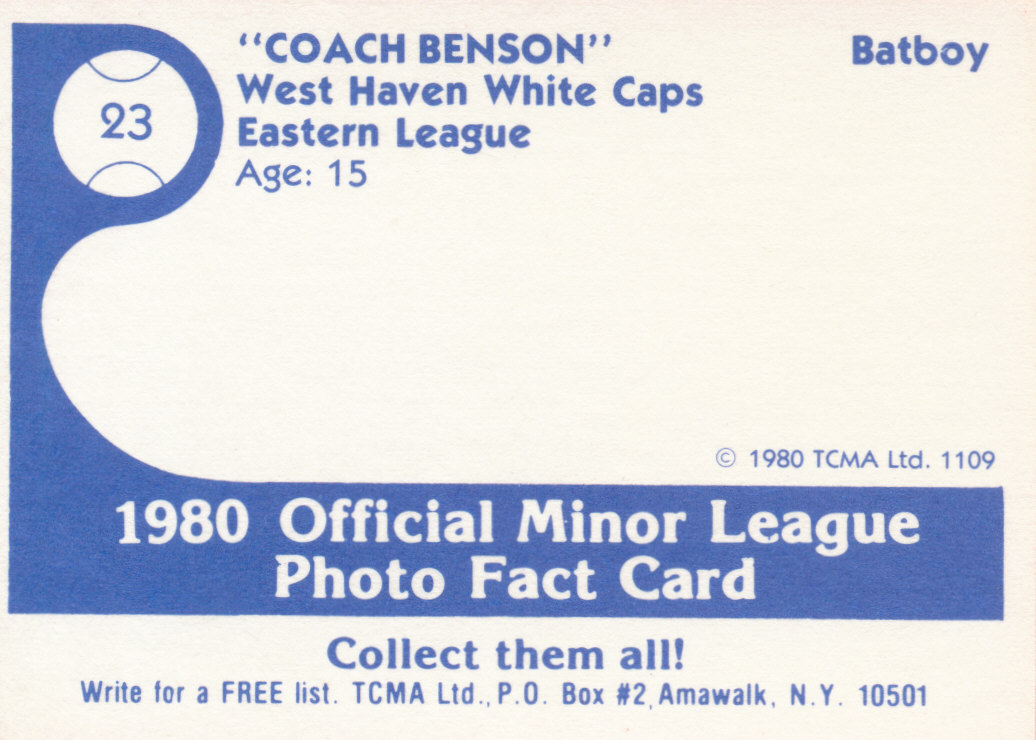 23
“COACH BENSON” Batboy
West Haven White Caps
Eastern League
Age: 15
© 1980 TCMA Ltd. 1109
1980 Official Minor League
Photo Fact Card
Collect them all!
Write for a FREE list. TCMA Ltd., P.O. Box #2, Amawalk, N.Y. 10501